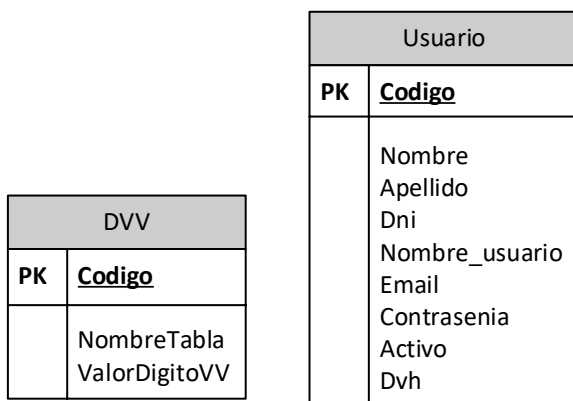 Usuario
PK Codigo
Nombre
Apellido
Dni
Nombre_usuario
Email
Contrasenia
Activo
Dvh
DVV
PK Codigo
NombreTabla
ValorDigitoVV